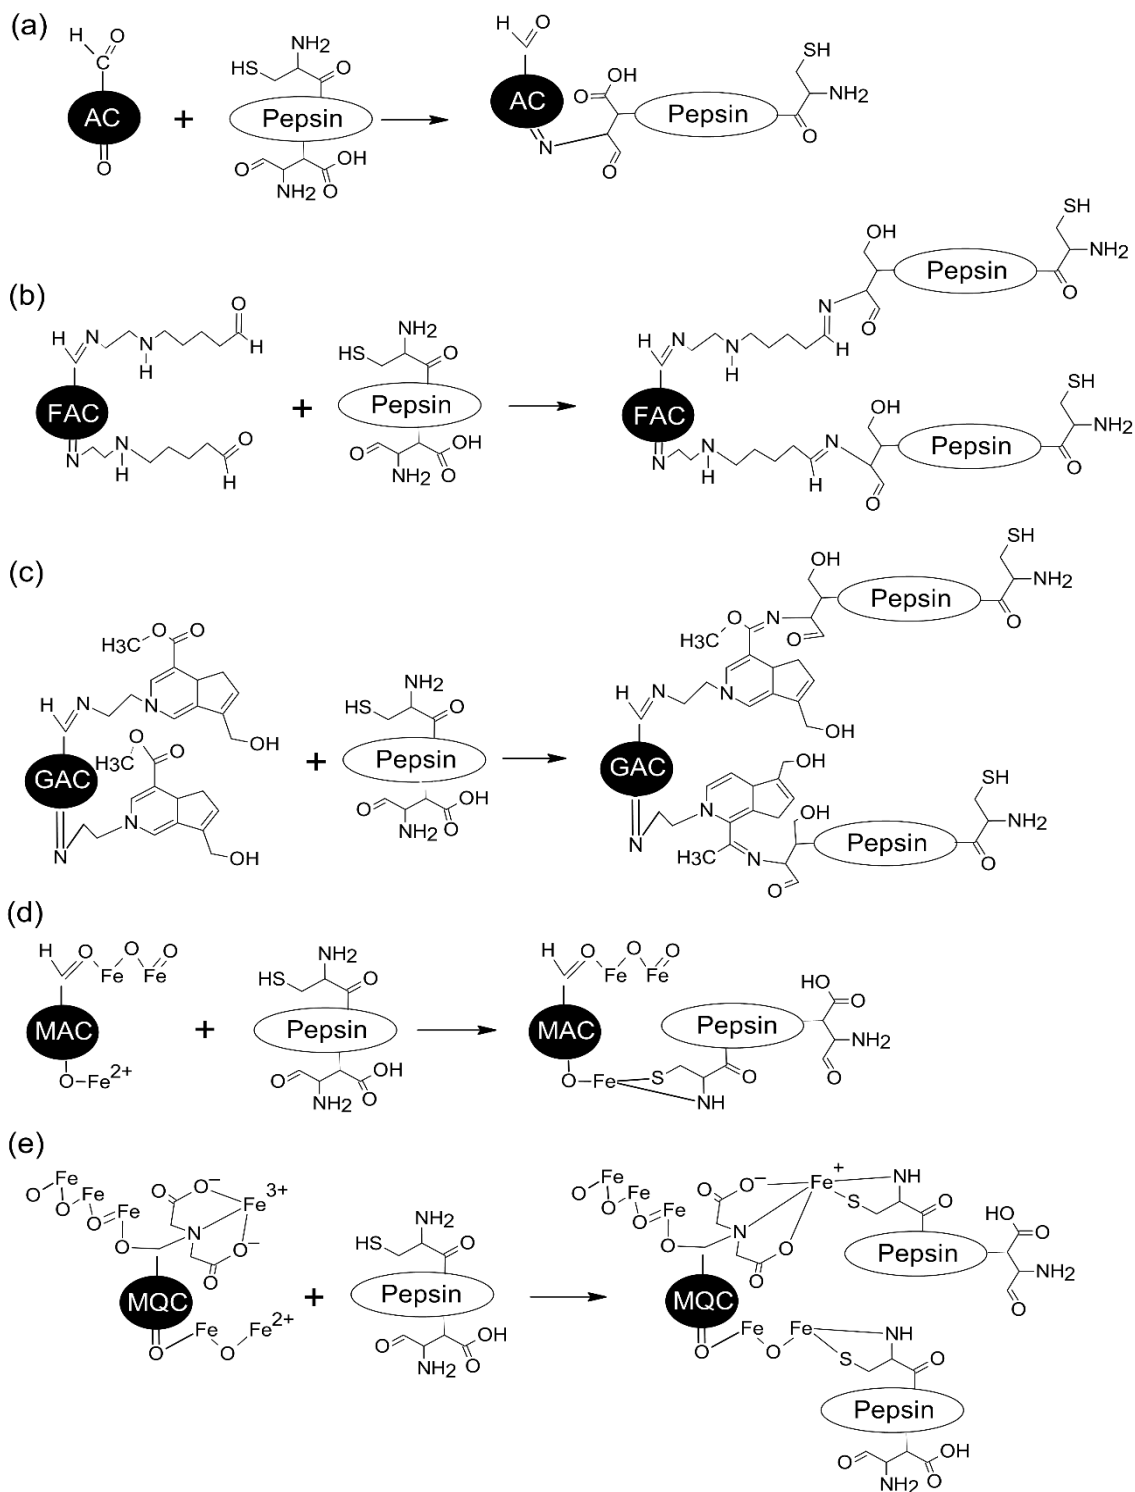 (a)
H
O
C
AC
O
+
NH2
HS
O
Pepsin
O
OH
NH2
O
H
O
AC
OH
O
N
O
Pepsin
SH
NH2
O
(b)
H
N
N
H
O
H
FAC
N
N
H
O
H
+
NH2
HS
O
Pepsin
O
OH
NH2
O
H
N
N
H
H
N
OH
O
Pepsin
SH
NH2
O
FAC
N
N
H
H
N
OH
O
Pepsin
SH
NH2
O
(c)
H3C
O
O
H
N
N
OH
GAC
H3C
O
O
N
N
OH
+
NH2
HS
O
Pepsin
O
OH
NH2
O
OH
O
N
H3C
O
Pepsin
SH
NH2
O
H
N
N
OH
GAC
N
N
OH
H3C
N
OH
O
Pepsin
SH
NH2
O
(d)
H
O
Fe
O
Fe
O
MAC
O–Fe2+
+
NH2
HS
O
Pepsin
O
OH
NH2
O
H
O
Fe
O
Fe
O
MAC
O
Fe
S
NH
O
Pepsin
HO
O
NH2
O
(e)
O
Fe
O
Fe
O
Fe
O
O
O–
Fe3+
N
O–
O
MQC
O
Fe
O
Fe2+
+
NH2
HS
O
Pepsin
O
OH
NH2
O
O
Fe
O
Fe
O
Fe
O
O
O–
Fe+
N
O
O
NH
S
O
Pepsin
HO
O
NH2
O
MQC
O
Fe
O
Fe
NH
S
O
Pepsin
O
OH
NH2
O